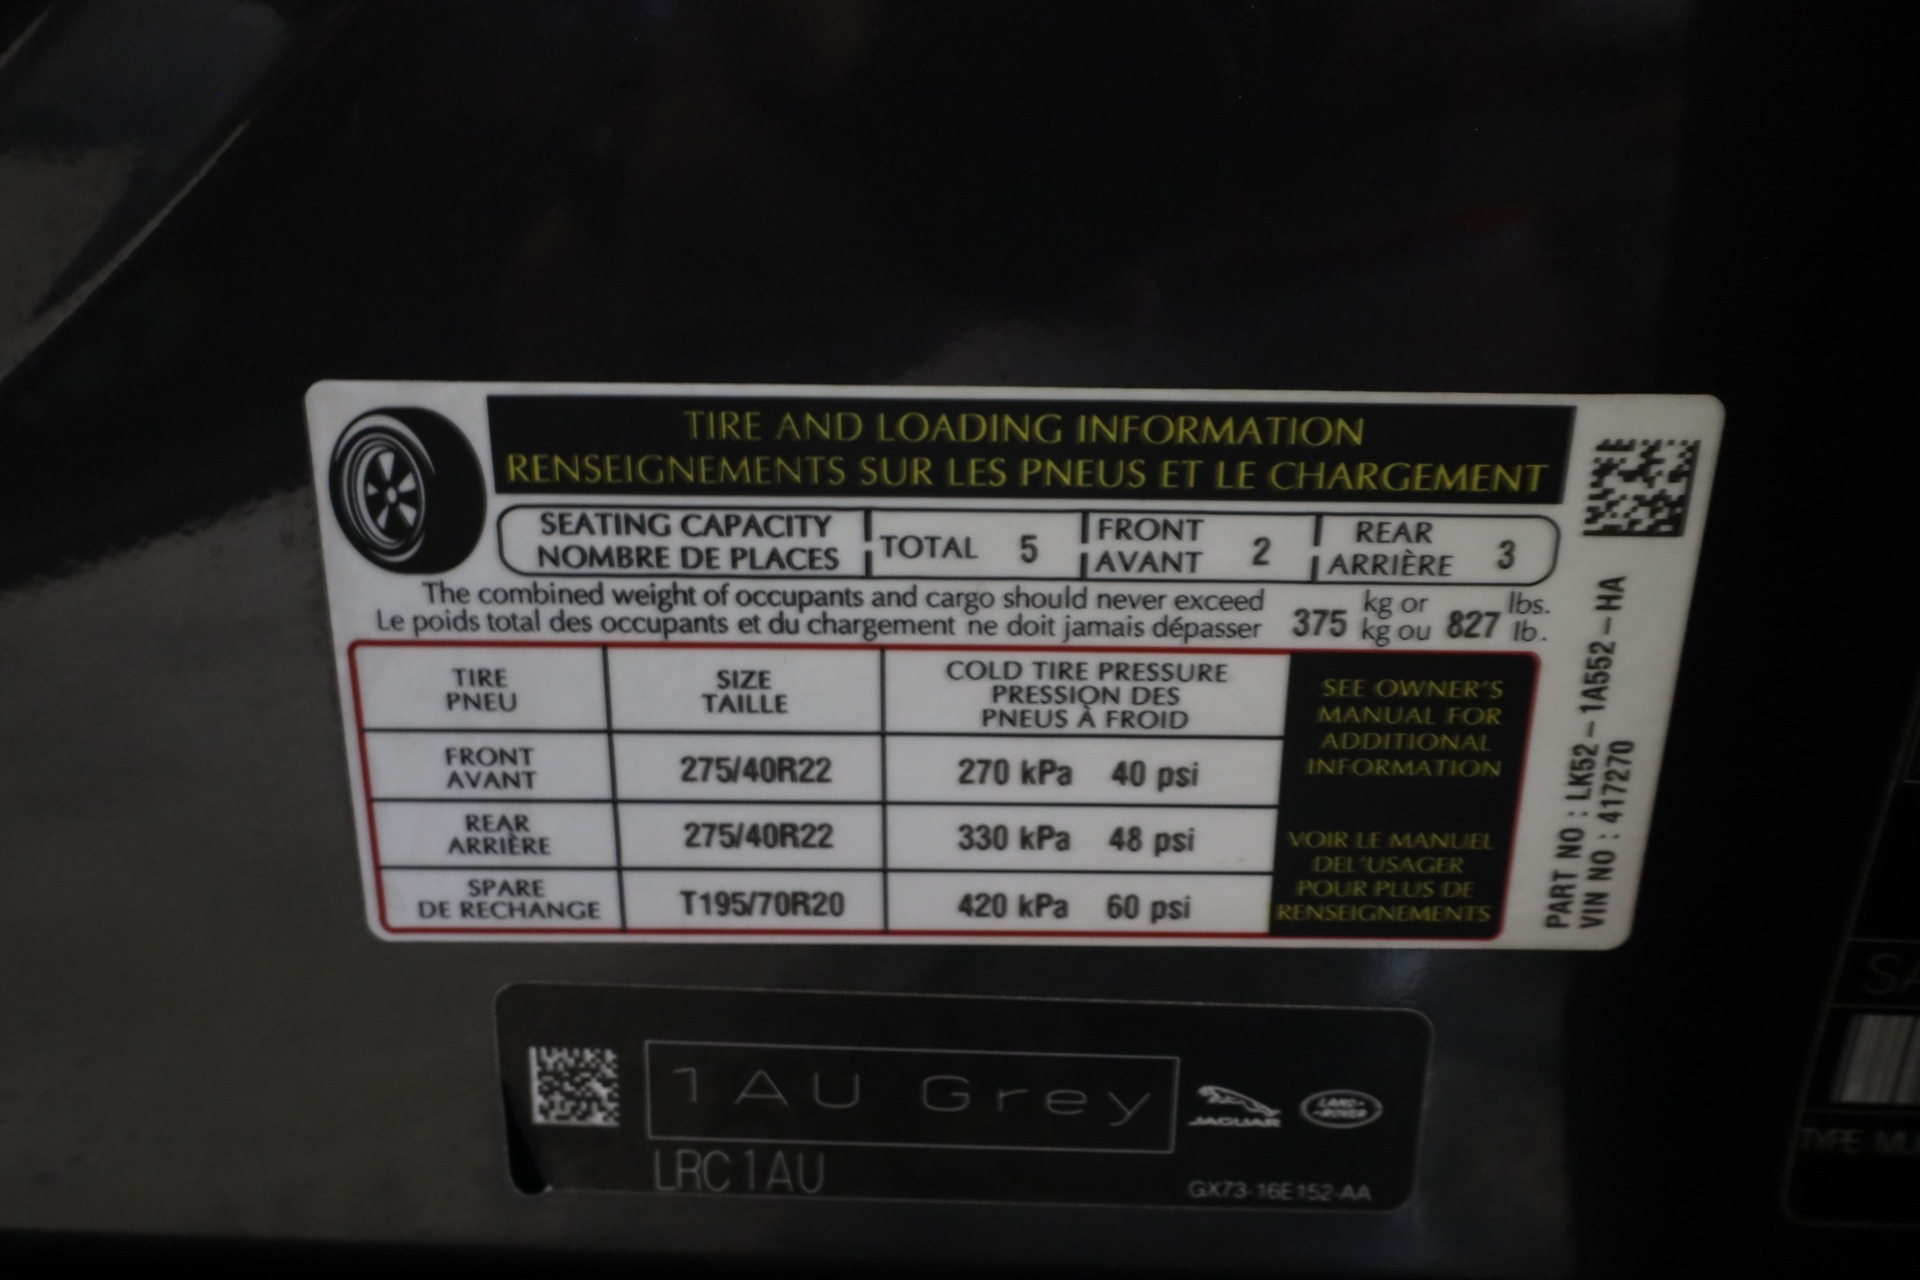 TIRE AND LOADING INFORMATION
RENSEIGNEMENTS SUR LES PNEUS ET LE CHARGEMENT
SEATING CAPACITY
NOMBRE DE PLACES
TOTAL 5
FRONT
AVANT 2
REAR
ARRIÈRE 3
The combined weight of occupants and cargo should never exceed
Le poids total des occupants et du chargement ne doit jamais dépasser
375 kg or
kg ou 827 lbs.
lb.
TIRE
PNEU
SIZE
TAILLE
COLD TIRE PRESSURE
PRESSION DES
PNEUS À FROID
FRONT
AVANT
275/40R22
270 kPa 40 psi
REAR
ARRIÈRE
275/40R22
330 kPa 48 psi
SPARE
DE RECHANGE
T195/70R20
420 kPa 60 psi
SEE OWNER'S
MANUAL FOR
ADDITIONAL
INFORMATION
VOIR LE MANUEL
DEL'USAGER
POUR PLUS DE
RENSEIGNEMENTS
PART NO : LK52-1A552-HA
VIN NO : 417270
1AU Grey
LRC1AU
JAGUAR
LAND-
-ROVER
GX73-16E152-AA
SA
TYPE MU